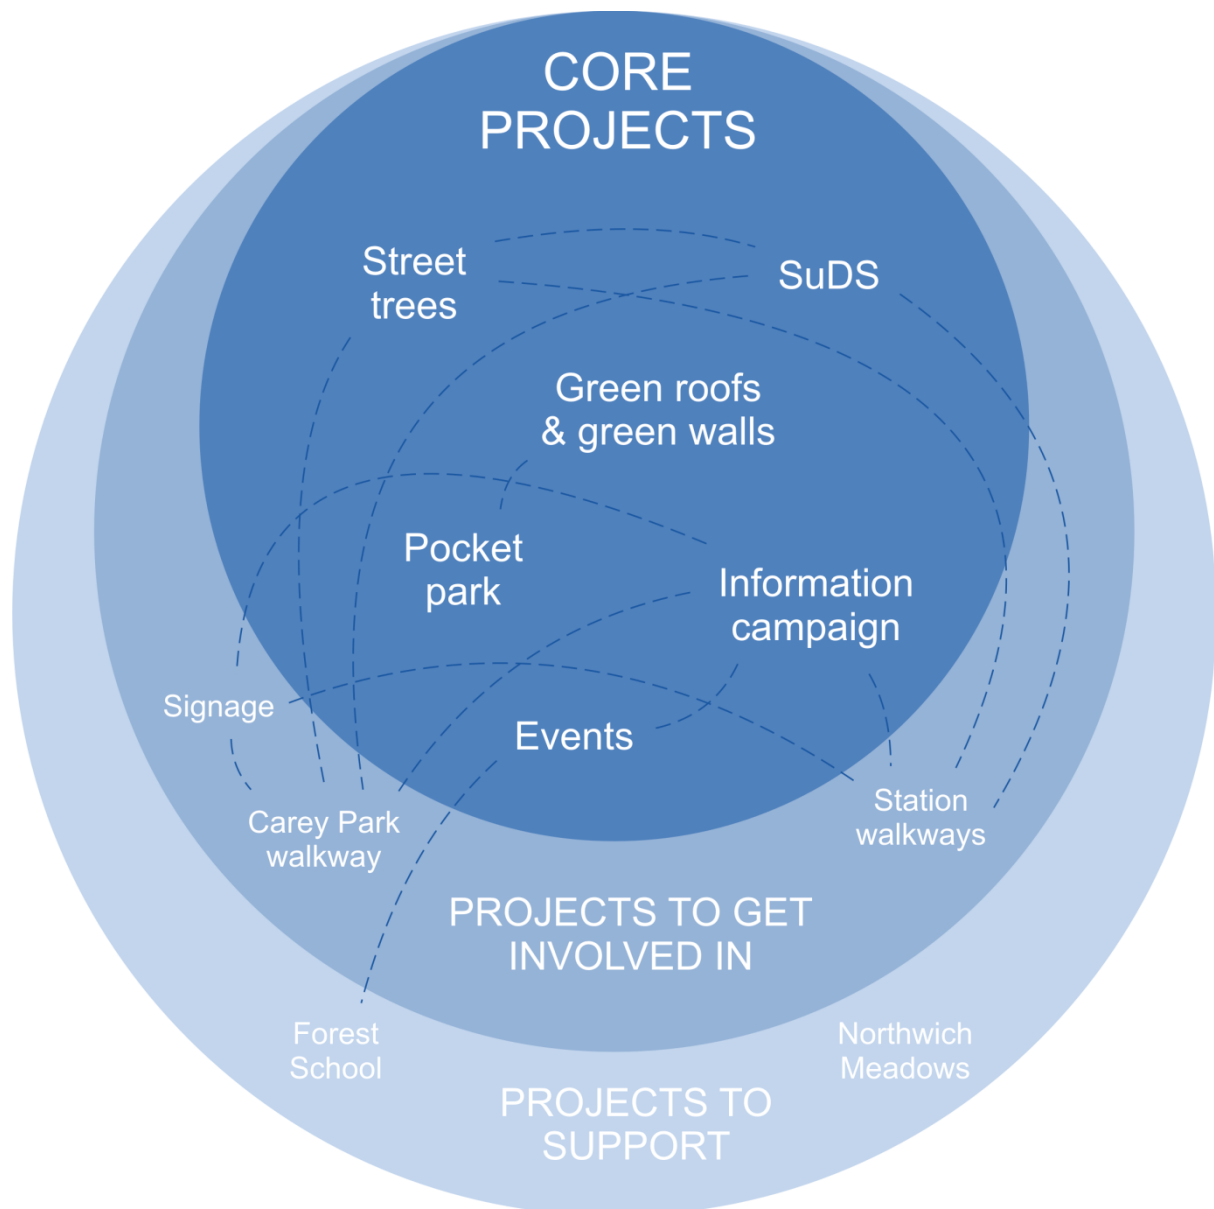 CORE
PROJECTS
Street
trees
SuDS
Green roofs
& green walls
Pocket
park
Information
campaign
Signage
Events
Carey Park
walkway
Station
walkways
PROJECTS TO GET
INVOLVED IN
Forest
School
Northwich
Meadows
PROJECTS TO
SUPPORT